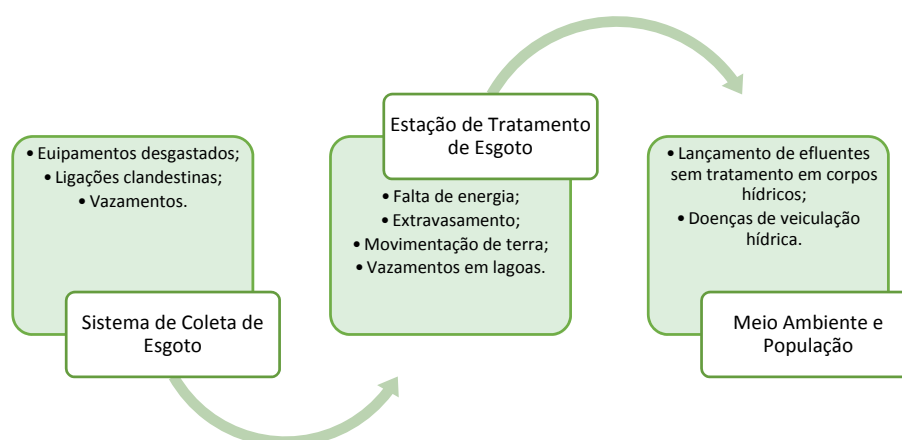 • Euipamentos desgastados;
• Ligações clandestinas;
• Vazamentos.
Sistema de Coleta de
Esgoto
Estação de Tratamento
de Esgoto
• Falta de energia;
• Extravasamento;
• Movimentação de terra;
• Vazamentos em lagoas.
• Lançamento de efluentes
sem tratamento em corpos
hídricos;
• Doenças de veiculação
hídrica.
Meio Ambiente e
População